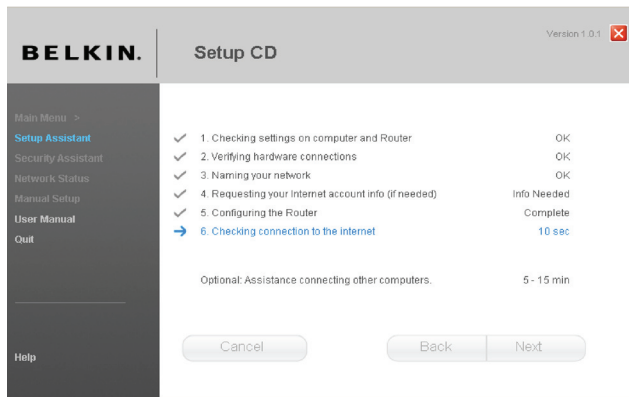 BELKIN.
Setup CD
Version 1.0.1
Main Menu >
Setup Assistant
Security Assistant
Network Status
Manual Setup
User Manual
Quit
Help
1. Checking settings on computer and Router OK
2. Verifying hardware connections OK
3. Naming your network OK
4. Requesting your Internet account info (if needed) Info Needed
5. Configuring the Router Complete
6. Checking connection to the internet 10 sec
Optional: Assistance connecting other computers. 5 - 15 min
Cancel
Back
Next